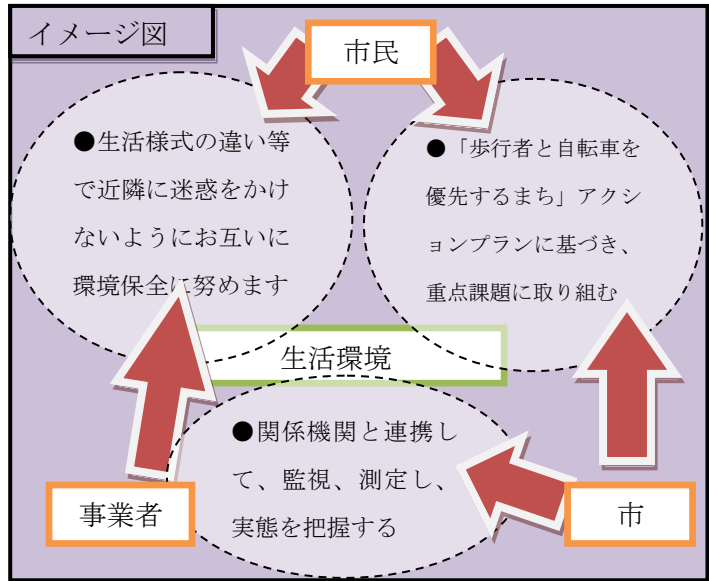 イメージ図
市民
●生活様式の違い等
で近隣に迷惑をかけ
ないようにお互いに
環境保全に努めます
●「歩行者と自転車を
優先するまち」アクシ
ョンプランに基づき、
重点課題に取り組む
生活環境
●関係機関と連携し
て、監視、測定し、
実態を把握する
事業者
市